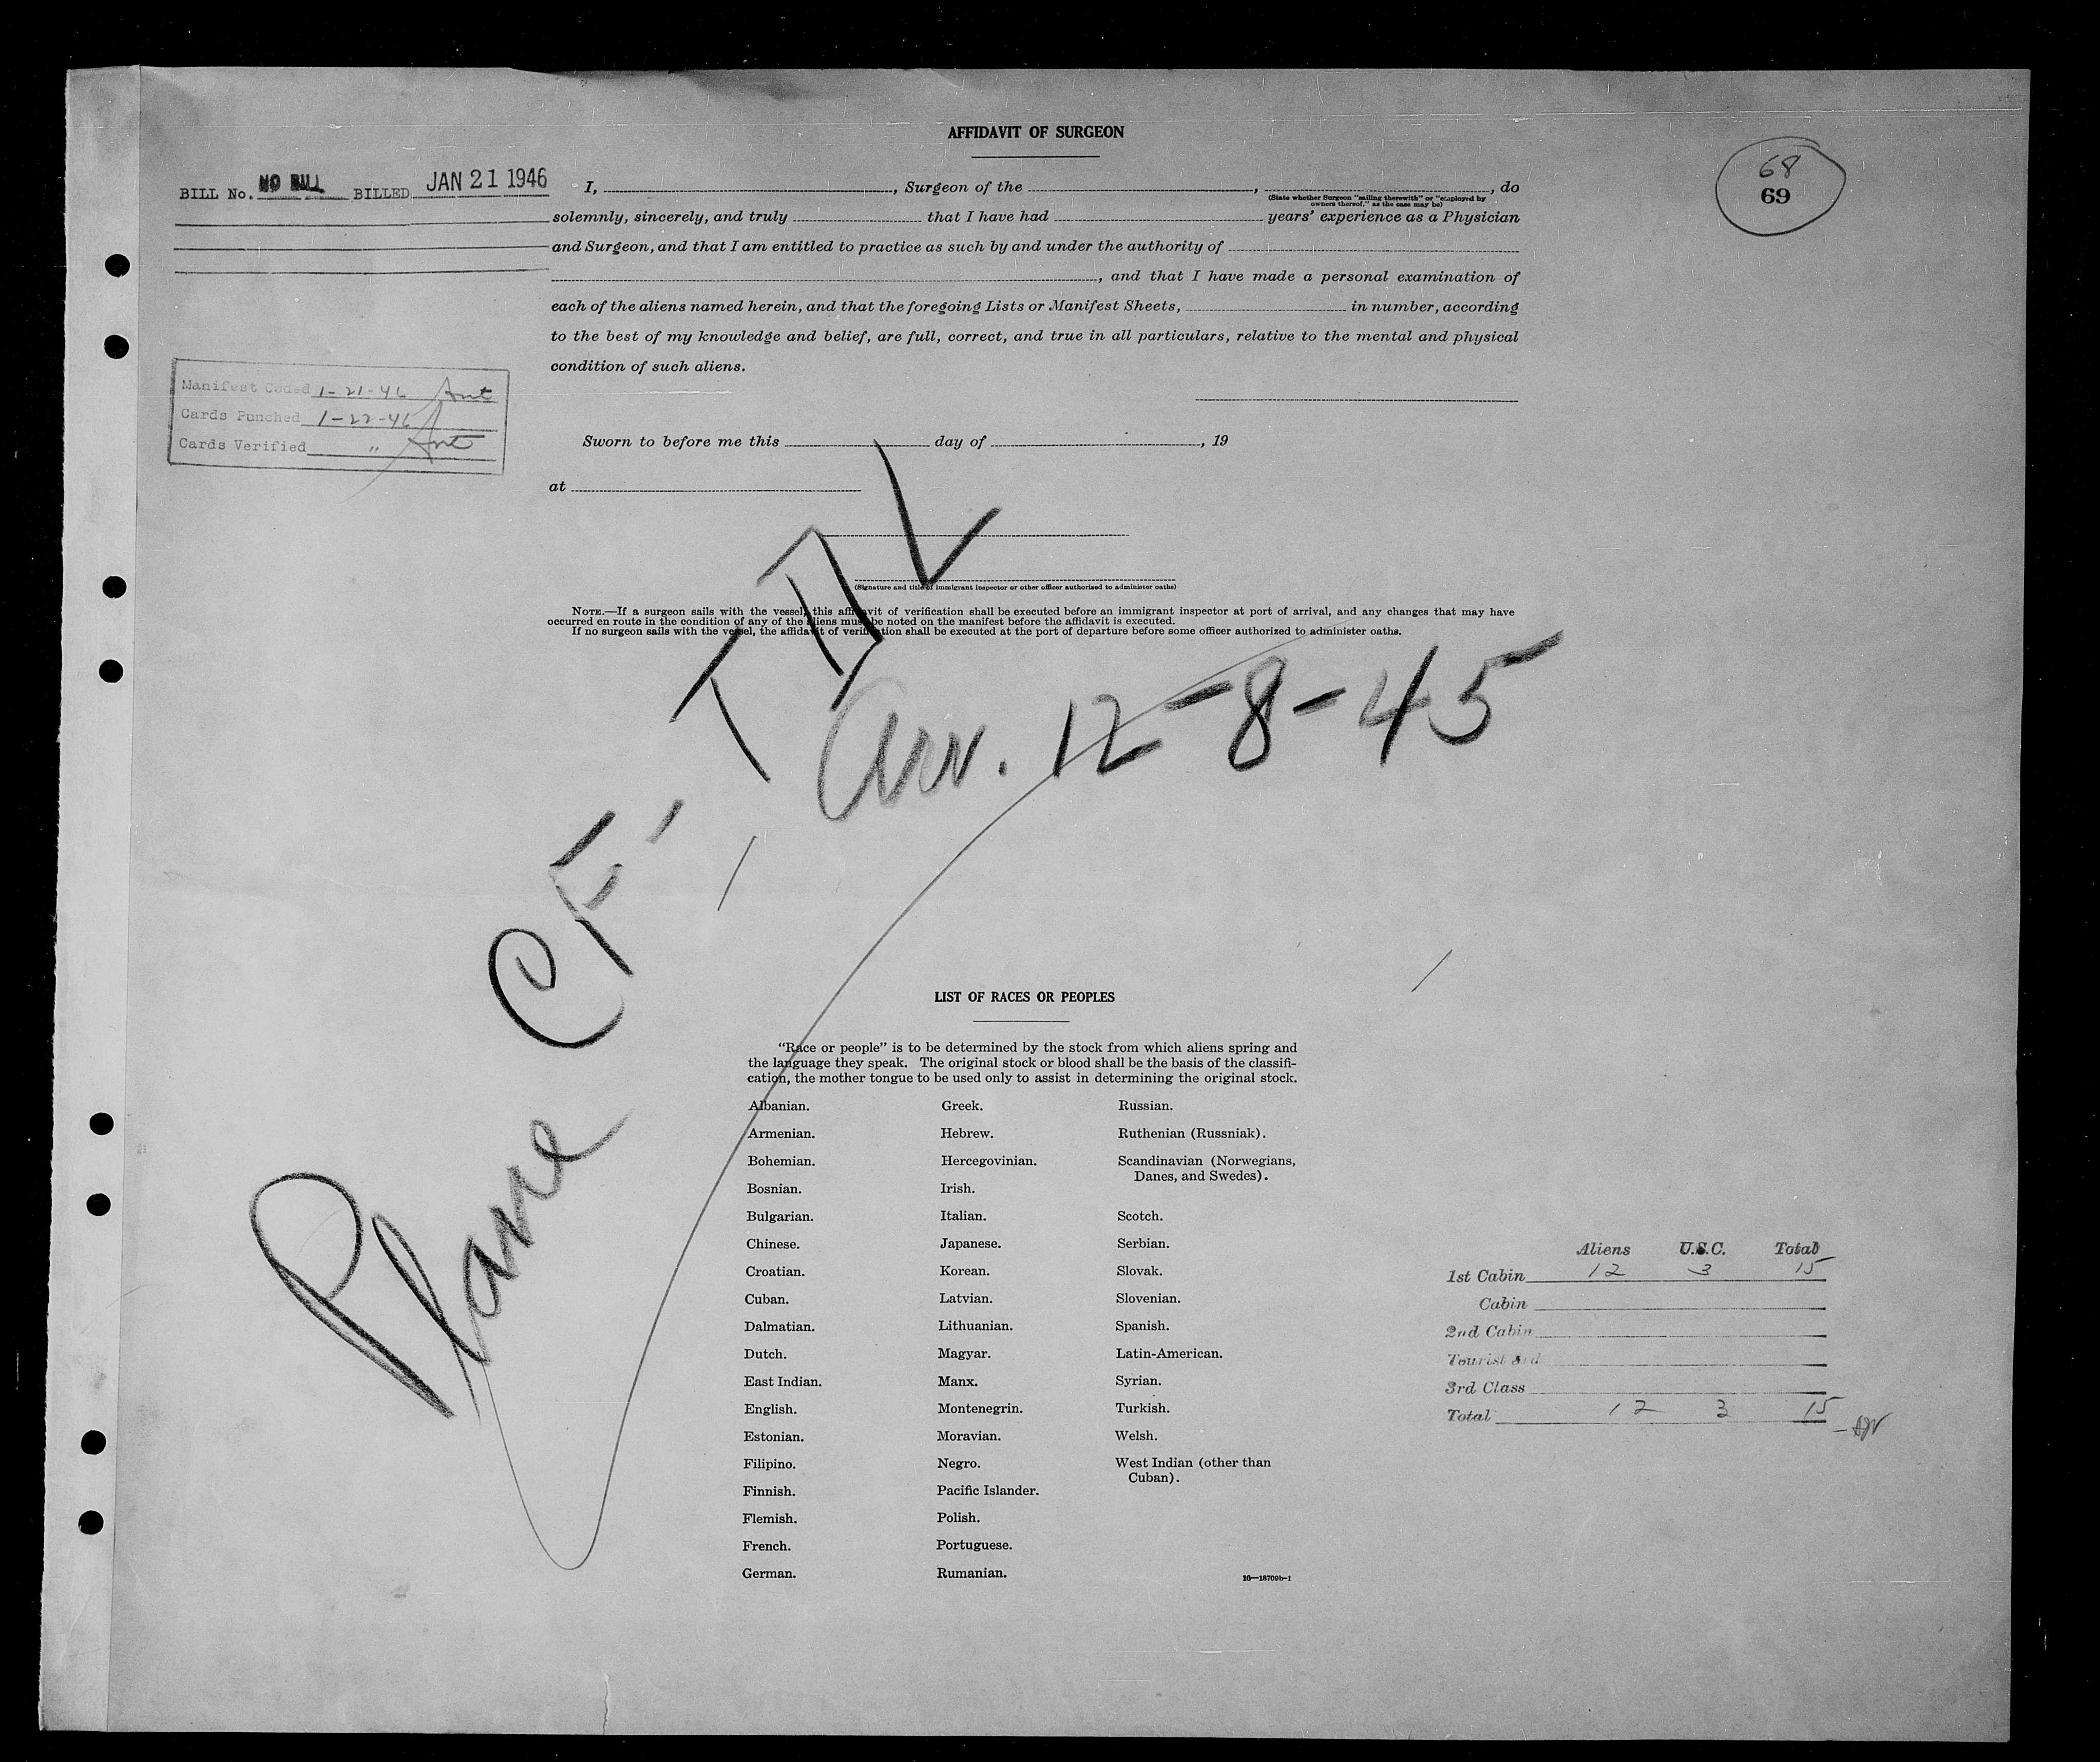 AFFIDAVIT OF SURGEON
68
69
BILL No. NO BILL BILLED JAN 21 1946
I, , Surgeon of the , , do
(State whether Surgeon "sailing therewith" or "employed by
owners thereof," as the case may be)
solemnly, sincerely, and truly that I have had years' experience as a Physician
and Surgeon, and that I am entitled to practice as such by and under the authority of
, and that I have made a personal examination of
each of the aliens named herein, and that the foregoing Lists or Manifest Sheets, in number, according
to the best of my knowledge and belief, are full, correct, and true in all particulars, relative to the mental and physical
condition of such aliens.
Manifest Coded 1-21-46
Cards Punched 1-22-46
Cards Verified "
Sworn to before me this day of , 19
at
(Signature and title of immigrant inspector or other officer authorized to administer oaths)
NOTE.—If a surgeon sails with the vessel, this affidavit of verification shall be executed before an immigrant inspector at port of arrival, and any changes that may have
occurred en route in the condition of any of the aliens must be noted on the manifest before the affidavit is executed.
If no surgeon sails with the vessel, the affidavit of verification shall be executed at the port of departure before some officer authorized to administer oaths.
Plane CF-TDL
Arr. 12-8-45
LIST OF RACES OR PEOPLES
"Race or people" is to be determined by the stock from which aliens spring and
the language they speak. The original stock or blood shall be the basis of the classifi-
cation, the mother tongue to be used only to assist in determining the original stock.
Albanian.
Armenian.
Bohemian.
Bosnian.
Bulgarian.
Chinese.
Croatian.
Cuban.
Dalmatian.
Dutch.
East Indian.
English.
Estonian.
Filipino.
Finnish.
Flemish.
French.
German.
Greek.
Hebrew.
Hercegovinian.
Irish.
Italian.
Japanese.
Korean.
Latvian.
Lithuanian.
Magyar.
Manx.
Montenegrin.
Moravian.
Negro.
Pacific Islander.
Polish.
Portuguese.
Rumanian.
Russian.
Ruthenian (Russniak).
Scandinavian (Norwegians,
Danes, and Swedes).
Scotch.
Serbian.
Slovak.
Slovenian.
Spanish.
Latin-American.
Syrian.
Turkish.
Welsh.
West Indian (other than
Cuban).
16—18709b-1
Aliens U.S.C. Total
1st Cabin 12 3 15
Cabin
2nd Cabin
Tourist 3rd
3rd Class
Total 12 3 15